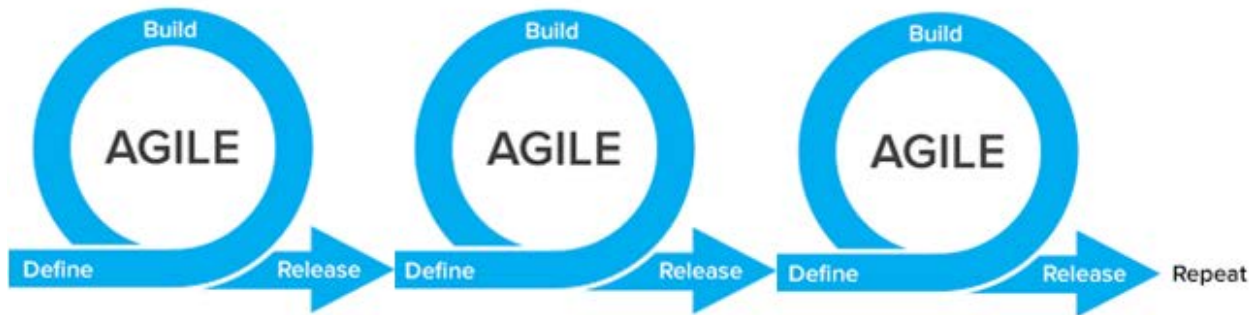 Build
AGILE
Define
Release
Build
AGILE
Define
Release
Build
AGILE
Define
Release
Repeat